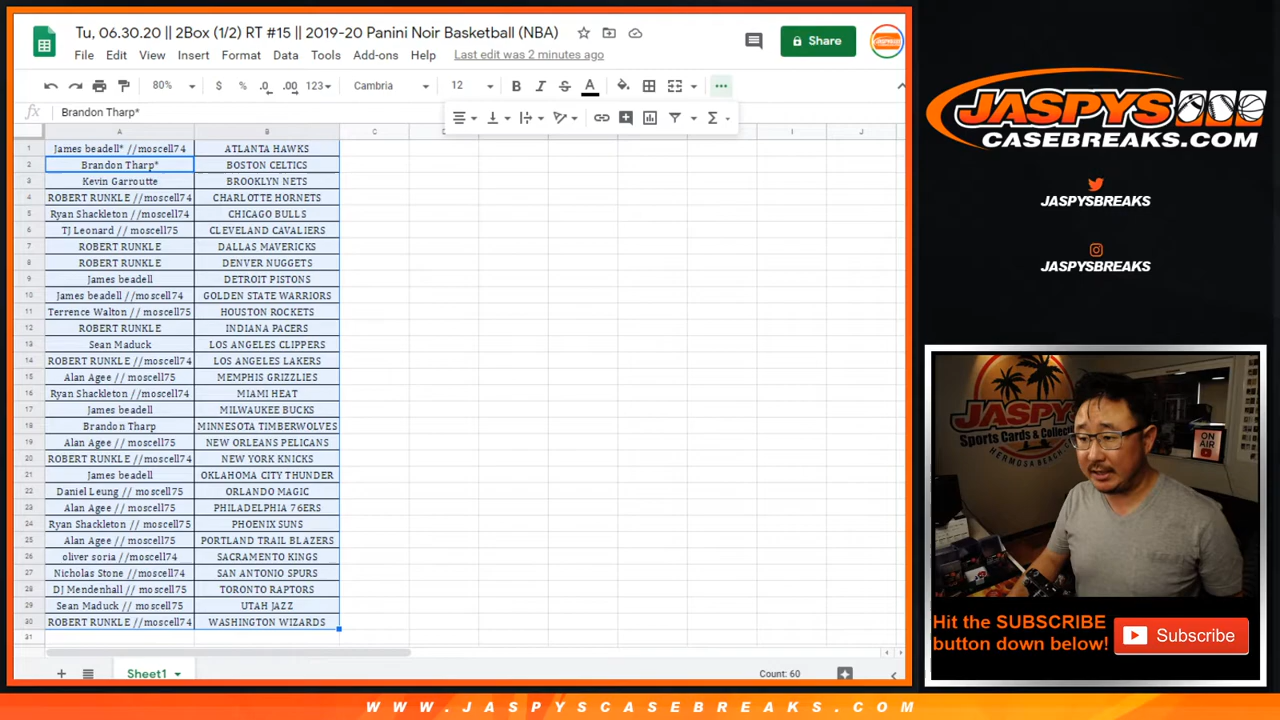 Tu, 06.30.20 || 2Box (1/2) RT #15 || 2019-20 Panini Noir Basketball (NBA)
File Edit View Insert Format Data Tools Add-ons Help Last edit was 2 minutes ago
Share
80% $ % .0 .00 123 Cambria 12 B I S A
fx Brandon Tharp*
A B C I J
1 James beadell* //moscell74 ATLANTA HAWKS
2 Brandon Tharp* BOSTON CELTICS
3 Kevin Garroutte BROOKLYN NETS
4 ROBERT RUNKLE //moscell74 CHARLOTTE HORNETS
5 Ryan Shackleton //moscell74 CHICAGO BULLS
6 TJ Leonard // moscell75 CLEVELAND CAVALIERS
7 ROBERT RUNKLE DALLAS MAVERICKS
8 ROBERT RUNKLE DENVER NUGGETS
9 James beadell DETROIT PISTONS
10 James beadell //moscell74 GOLDEN STATE WARRIORS
11 Terrence Walton //moscell75 HOUSTON ROCKETS
12 ROBERT RUNKLE INDIANA PACERS
13 Sean Maduck LOS ANGELES CLIPPERS
14 ROBERT RUNKLE //moscell74 LOS ANGELES LAKERS
15 Alan Agee // moscell75 MEMPHIS GRIZZLIES
16 Ryan Shackleton //moscell74 MIAMI HEAT
17 James beadell MILWAUKEE BUCKS
18 Brandon Tharp MINNESOTA TIMBERWOLVES
19 Alan Agee // moscell75 NEW ORLEANS PELICANS
20 ROBERT RUNKLE //moscell74 NEW YORK KNICKS
21 James beadell OKLAHOMA CITY THUNDER
22 Daniel Leung // moscell75 ORLANDO MAGIC
23 Alan Agee // moscell75 PHILADELPHIA 76ERS
24 Ryan Shackleton // moscell75 PHOENIX SUNS
25 Alan Agee // moscell75 PORTLAND TRAIL BLAZERS
26 oliver soria //moscell74 SACRAMENTO KINGS
27 Nicholas Stone //moscell74 SAN ANTONIO SPURS
28 DJ Mendenhall // moscell75 TORONTO RAPTORS
29 Sean Maduck // moscell75 UTAH JAZZ
30 ROBERT RUNKLE //moscell74 WASHINGTON WIZARDS
31
Sheet1 Count: 60
JASPYS
CASEBREAKS.COM
JASPYSBREAKS
JASPYSBREAKS
JASPYS
Sports Cards & Collec
HERMOSA BEACH
ON AIR
Hit the SUBSCRIBE
button down below!
Subscribe
WWW.JASPYSCASEBREAKS.COM